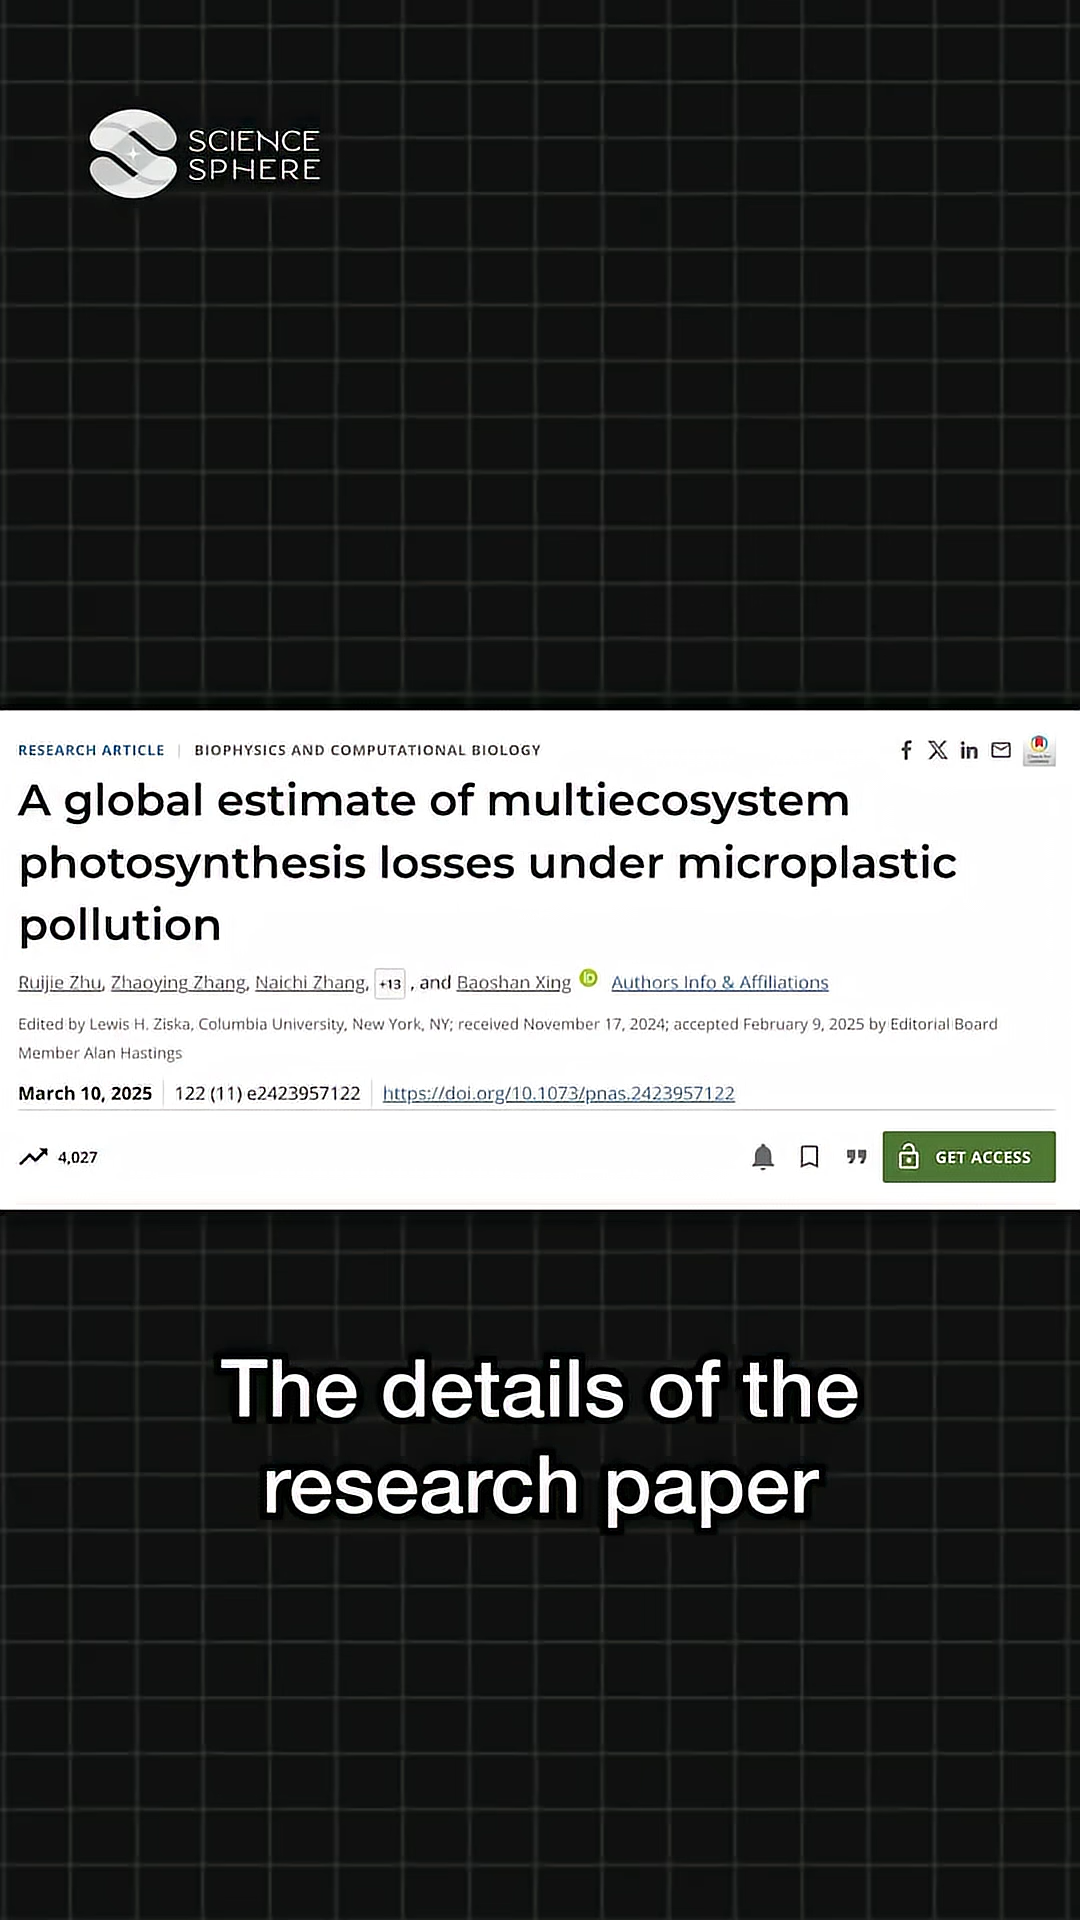 SCIENCE
SPHERE
RESEARCH ARTICLE | BIOPHYSICS AND COMPUTATIONAL BIOLOGY
A global estimate of multiecosystem
photosynthesis losses under microplastic
pollution
Ruijie Zhu, Zhaoying Zhang, Naichi Zhang, +13 , and Baoshan Xing iD Authors Info & Affiliations
Edited by Lewis H. Ziska, Columbia University, New York, NY; received November 17, 2024; accepted February 9, 2025 by Editorial Board
Member Alan Hastings
March 10, 2025 | 122 (11) e2423957122 | https://doi.org/10.1073/pnas.2423957122
4,027
GET ACCESS
The details of the
research paper